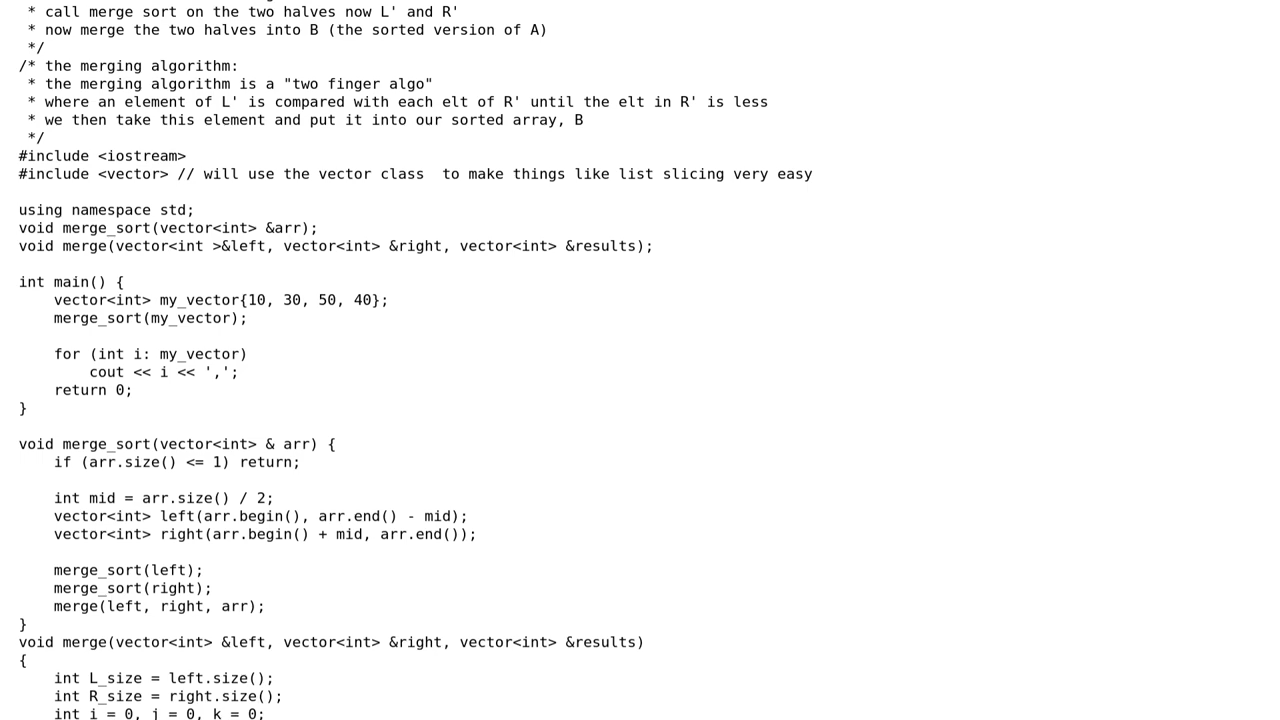 * call merge sort on the two halves now L' and R'
 * now merge the two halves into B (the sorted version of A)
 */
/* the merging algorithm:
 * the merging algorithm is a "two finger algo"
 * where an element of L' is compared with each elt of R' until the elt in R' is less
 * we then take this element and put it into our sorted array, B
 */
#include <iostream>
#include <vector> // will use the vector class  to make things like list slicing very easy

using namespace std;
void merge_sort(vector<int> &arr);
void merge(vector<int >&left, vector<int> &right, vector<int> &results);

int main() {
    vector<int> my_vector{10, 30, 50, 40};
    merge_sort(my_vector);

    for (int i: my_vector)
        cout << i << ',';
    return 0;
}

void merge_sort(vector<int> & arr) {
    if (arr.size() <= 1) return;

    int mid = arr.size() / 2;
    vector<int> left(arr.begin(), arr.end() - mid);
    vector<int> right(arr.begin() + mid, arr.end());

    merge_sort(left);
    merge_sort(right);
    merge(left, right, arr);
}
void merge(vector<int> &left, vector<int> &right, vector<int> &results)
{
    int L_size = left.size();
    int R_size = right.size();
    int i = 0, j = 0, k = 0;